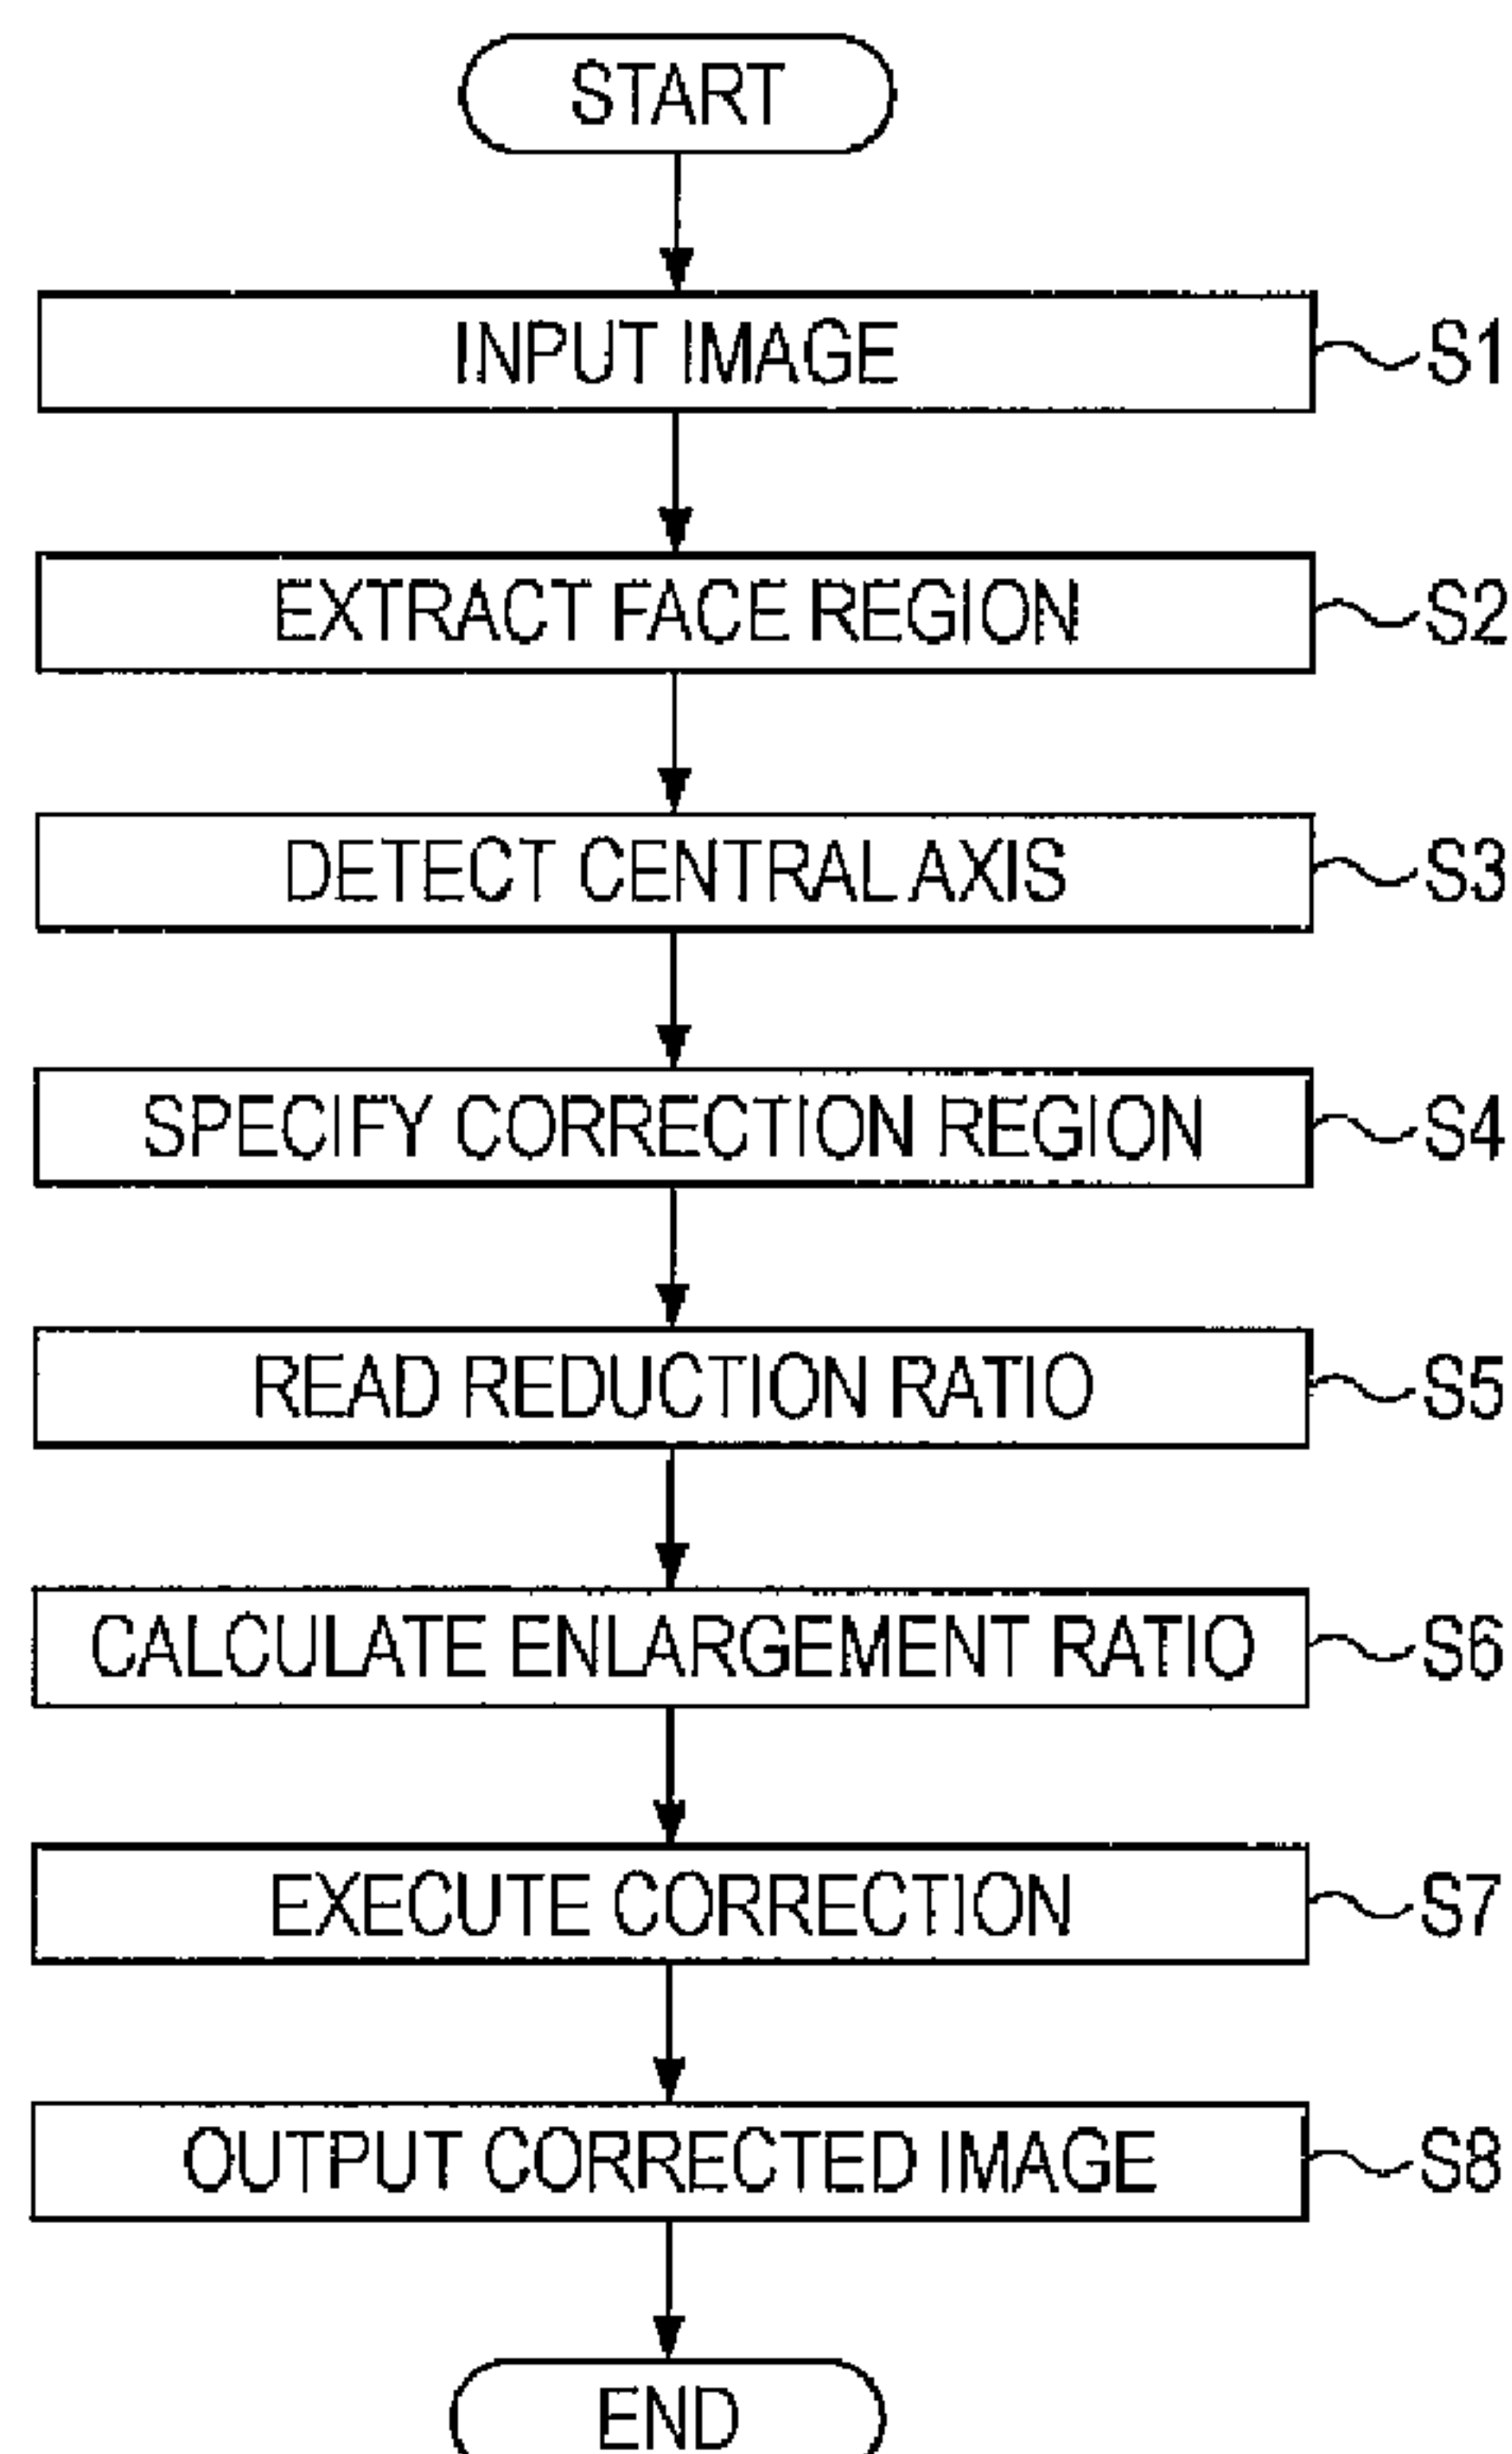 START
INPUT IMAGE S1
EXTRACT FACE REGION S2
DETECT CENTRAL AXIS S3
SPECIFY CORRECTION REGION S4
READ REDUCTION RATIO S5
CALCULATE ENLARGEMENT RATIO S6
EXECUTE CORRECTION S7
OUTPUT CORRECTED IMAGE S8
END